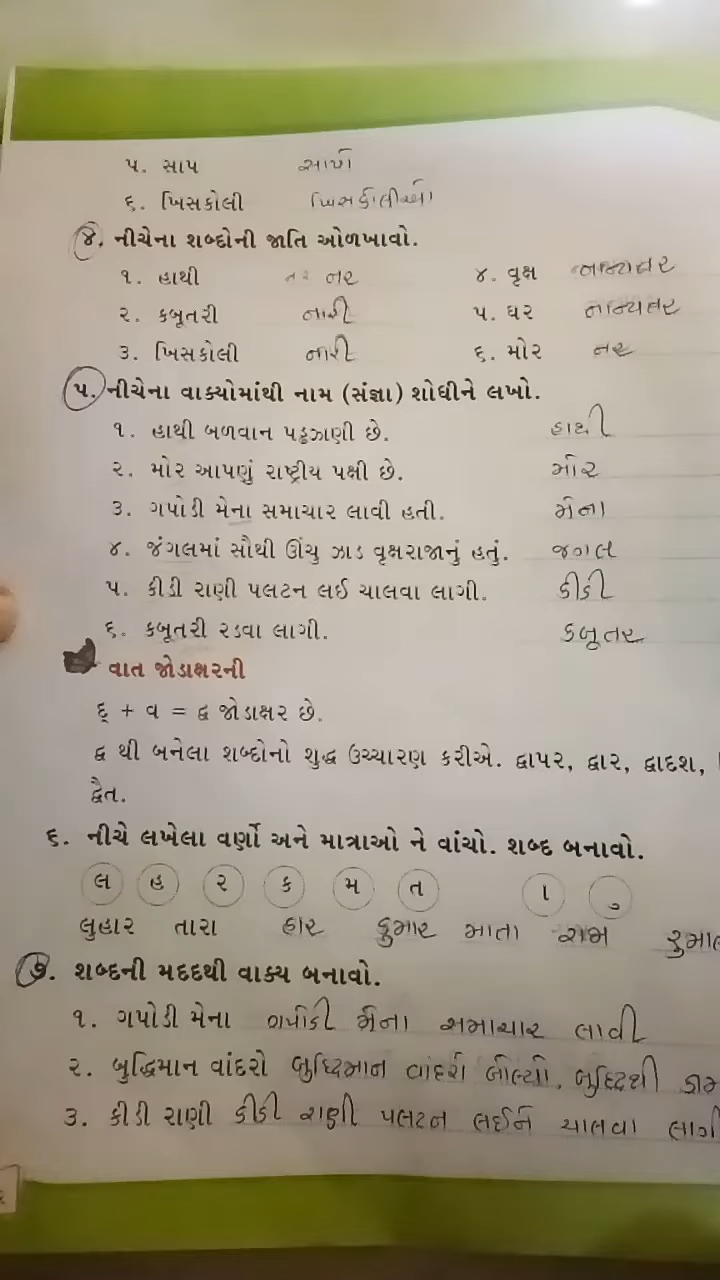 ૫. સાપ સાપો
૬. ખિસકોલી ખિસકોલીઓ
૪. નીચેના શબ્દોની જાતિ ઓળખાવો.
૧. હાથી નર નર ૪. વૃક્ષ નાન્યતર
૨. કબૂતરી નારી ૫. ઘર નાન્યતર
૩. ખિસકોલી નારી ૬. મોર નર
૫. નીચેના વાક્યોમાંથી નામ (સંજ્ઞા) શોધીને લખો.
૧. હાથી બળવાન પડ્ડઝાણી છે. હાથી
૨. મોર આપણું રાષ્ટ્રીય પક્ષી છે. મોર
૩. ગપોડી મેના સમાચાર લાવી હતી. મેના
૪. જંગલમાં સૌથી ઊંચુ ઝાડ વૃક્ષરાજાનું હતું. જગલ
૫. કીડી રાણી પલટન લઈ ચાલવા લાગી. કીડી
૬. કબૂતરી રડવા લાગી. કબૂતર
વાત જોડાક્ષરની
દ્ + વ = દ્વ જોડાક્ષર છે.
દ્વ થી બનેલા શબ્દોનો શુદ્ધ ઉચ્ચારણ કરીએ. દ્વાપર, દ્વાર, દ્વાદશ,
દ્વૈત.
૬. નીચે લખેલા વર્ણો અને માત્રાઓ ને વાંચો. શબ્દ બનાવો.
લ હ ર ક મ ત ા ુ
લુહાર તારા હાર કુમાર માતા રામ રુમાલ
૭. શબ્દની મદદથી વાક્ય બનાવો.
૧. ગપોડી મેના ગપોડી મેના સમાચાર લાવી
૨. બુદ્ધિમાન વાંદરો બુધ્ધિમાન વાંદરો બોલ્યો, બુધ્ધિથી કામ
૩. કીડી રાણી કીડી રાણી પલટન લઈને ચાલવા લાગી